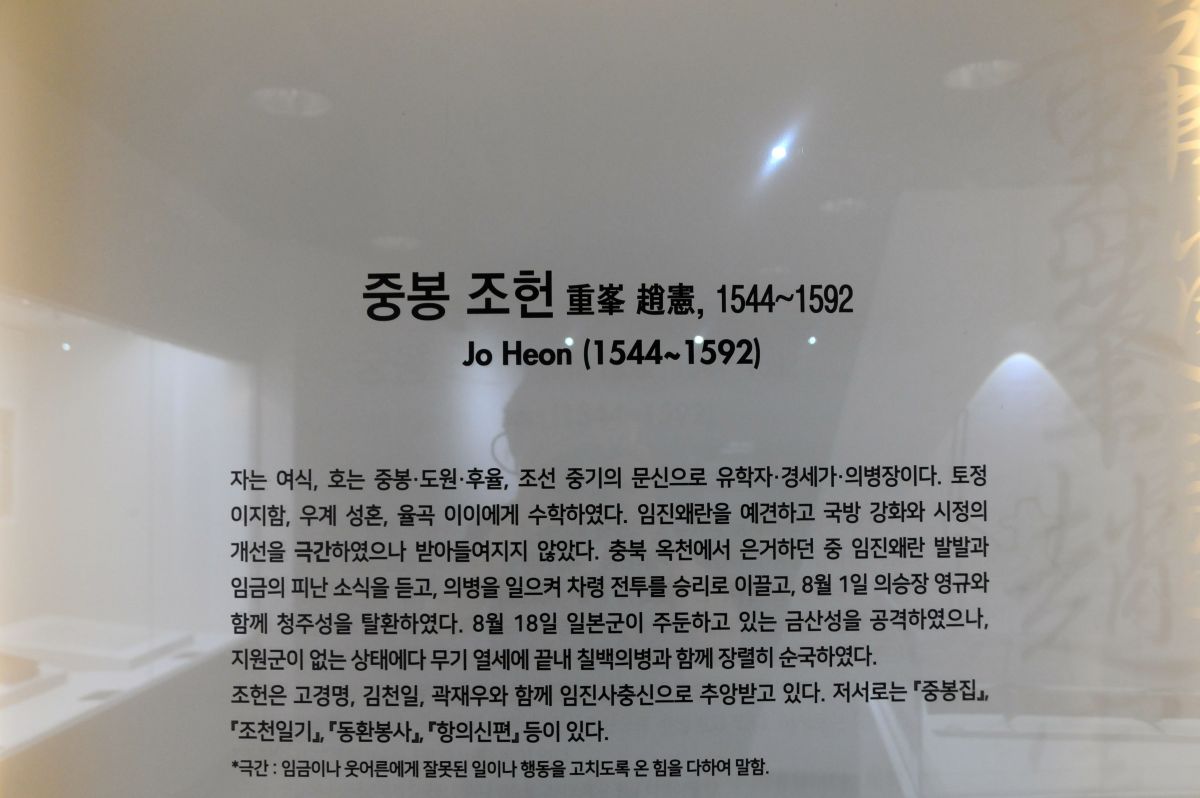 중봉 조헌 重峯 趙憲, 1544~1592
Jo Heon (1544~1592)
자는 여식, 호는 중봉·도원·후율, 조선 중기의 문신으로 유학자·경세가·의병장이다. 토정
이지함, 우계 성혼, 율곡 이이에게 수학하였다. 임진왜란을 예견하고 국방 강화와 시정의
개선을 극간하였으나 받아들여지지 않았다. 충북 옥천에서 은거하던 중 임진왜란 발발과
임금의 피난 소식을 듣고, 의병을 일으켜 차령 전투를 승리로 이끌고, 8월 1일 의승장 영규와
함께 청주성을 탈환하였다. 8월 18일 일본군이 주둔하고 있는 금산성을 공격하였으나,
지원군이 없는 상태에다 무기 열세에 끝내 칠백의병과 함께 장렬히 순국하였다.
조헌은 고경명, 김천일, 곽재우와 함께 임진사충신으로 추앙받고 있다. 저서로는 『중봉집』,
『조천일기』, 『동환봉사』, 『항의신편』 등이 있다.
*극간 : 임금이나 웃어른에게 잘못된 일이나 행동을 고치도록 온 힘을 다하여 말함.